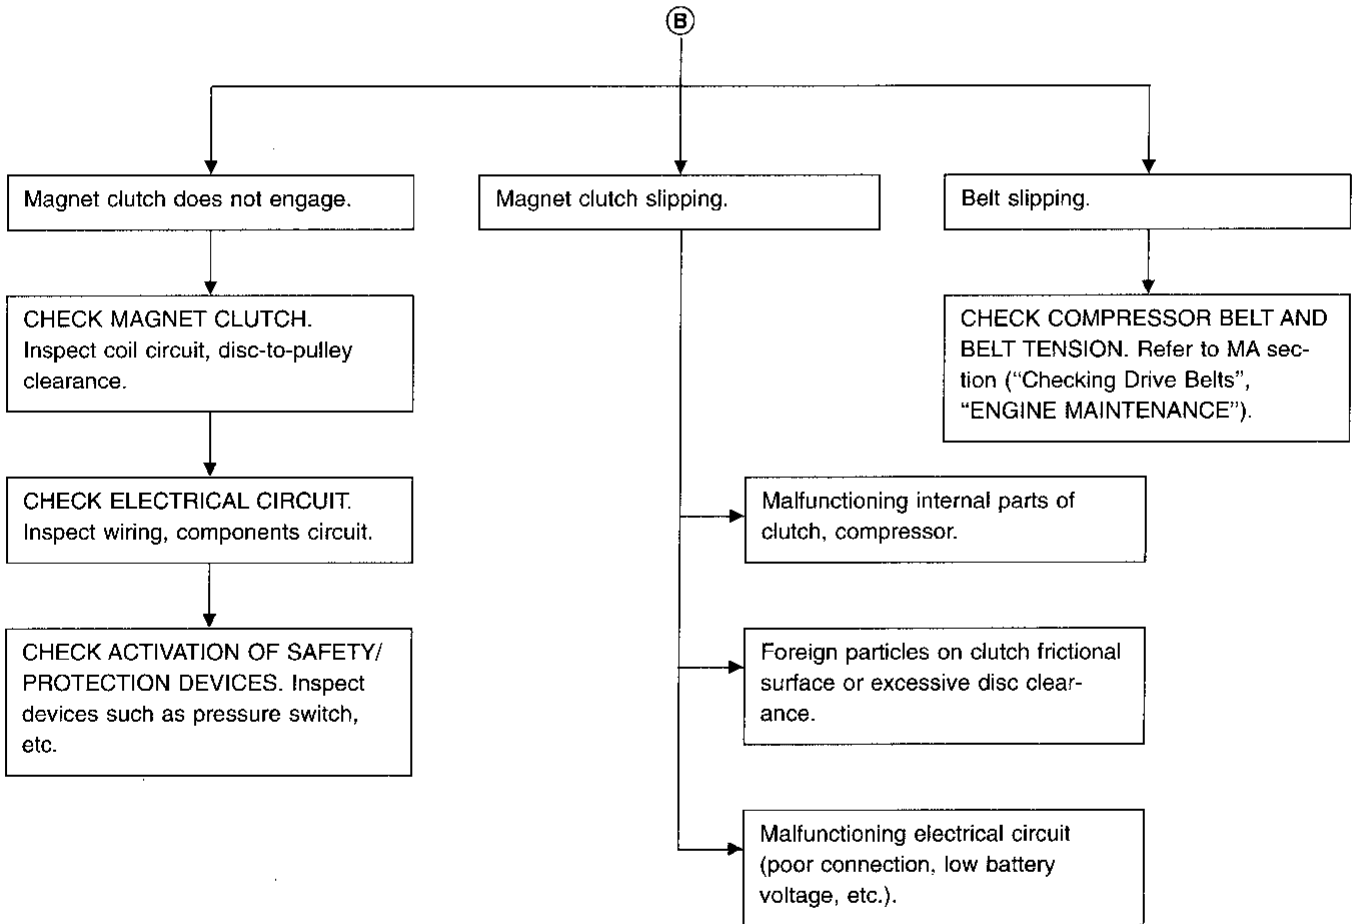 B
Magnet clutch does not engage.
Magnet clutch slipping.
Belt slipping.
CHECK MAGNET CLUTCH.
Inspect coil circuit, disc-to-pulley
clearance.
CHECK COMPRESSOR BELT AND
BELT TENSION. Refer to MA sec-
tion (“Checking Drive Belts”,
“ENGINE MAINTENANCE”).
CHECK ELECTRICAL CIRCUIT.
Inspect wiring, components circuit.
Malfunctioning internal parts of
clutch, compressor.
CHECK ACTIVATION OF SAFETY/
PROTECTION DEVICES. Inspect
devices such as pressure switch,
etc.
Foreign particles on clutch frictional
surface or excessive disc clear-
ance.
Malfunctioning electrical circuit
(poor connection, low battery
voltage, etc.).